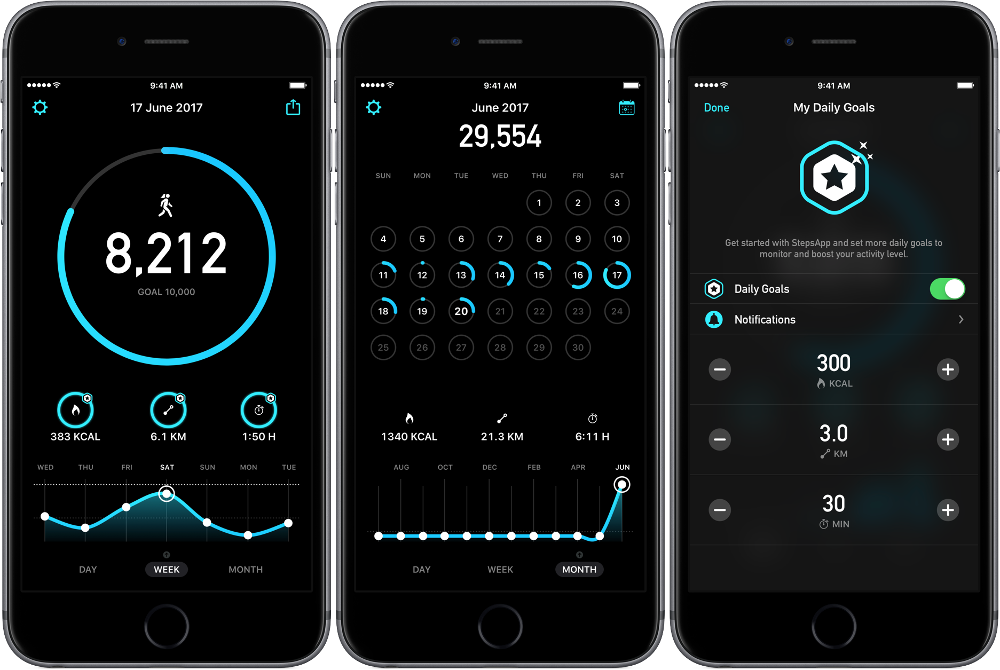 9:41 AM
17 June 2017
8,212
GOAL 10,000
383 KCAL 6.1 KM 1:50 H
WED THU FRI SAT SUN MON TUE
DAY WEEK MONTH
9:41 AM
June 2017
29,554
SUN MON TUE WED THU FRI SAT
1 2 3
4 5 6 7 8 9 10
11 12 13 14 15 16 17
18 19 20 21 22 23 24
25 26 27 28 29 30
1340 KCAL 21.3 KM 6:11 H
AUG OCT DEC FEB APR JUN
DAY WEEK MONTH
9:41 AM
Done My Daily Goals
Get started with StepsApp and set more daily goals to
monitor and boost your activity level.
Daily Goals
Notifications
300
KCAL
3.0
KM
30
MIN